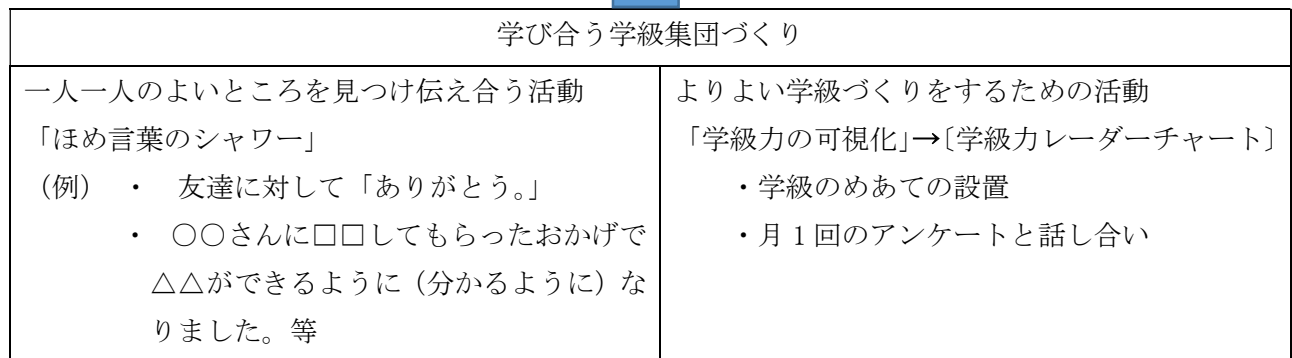 学び合う学級集団づくり
一人一人のよいところを見つけ伝え合う活動
「ほめ言葉のシャワー」
(例) ・ 友達に対して「ありがとう。」
・ ○○さんに□□してもらったおかげで
△△ができるように(分かるように)な
りました。等
よりよい学級づくりをするための活動
「学級力の可視化」→〔学級力レーダーチャート〕
・学級のめあての設置
・月1回のアンケートと話し合い